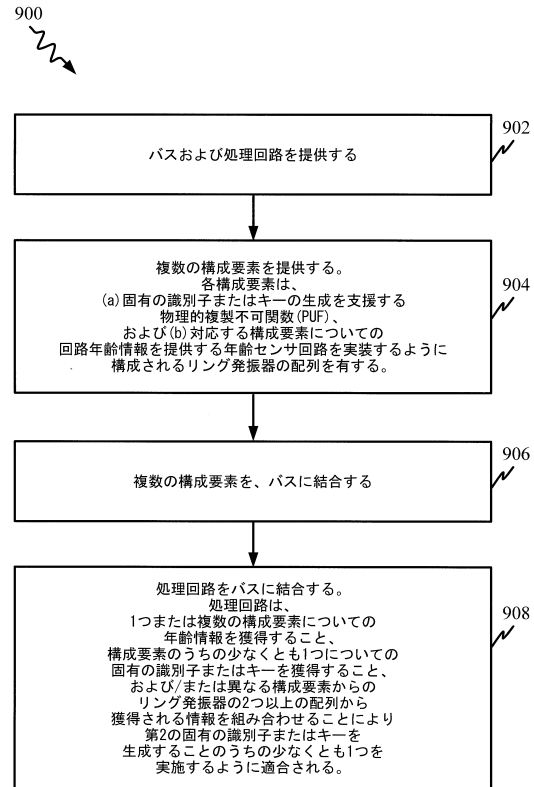 900
バスおよび処理回路を提供する
902
複数の構成要素を提供する。
各構成要素は、
(a)固有の識別子またはキーの生成を支援する
物理的複製不可関数(PUF)、
および(b)対応する構成要素についての
回路年齢情報を提供する年齢センサ回路を実装するように
構成されるリング発振器の配列を有する。
904
複数の構成要素を、バスに結合する
906
処理回路をバスに結合する。
処理回路は、
1つまたは複数の構成要素についての
年齢情報を獲得すること、
構成要素のうちの少なくとも1つについての
固有の識別子またはキーを獲得すること、
および/または異なる構成要素からの
リング発振器の2つ以上の配列から
獲得される情報を組み合わせることにより
第2の固有の識別子またはキーを
生成することのうちの少なくとも1つを
実施するように適合される。
908